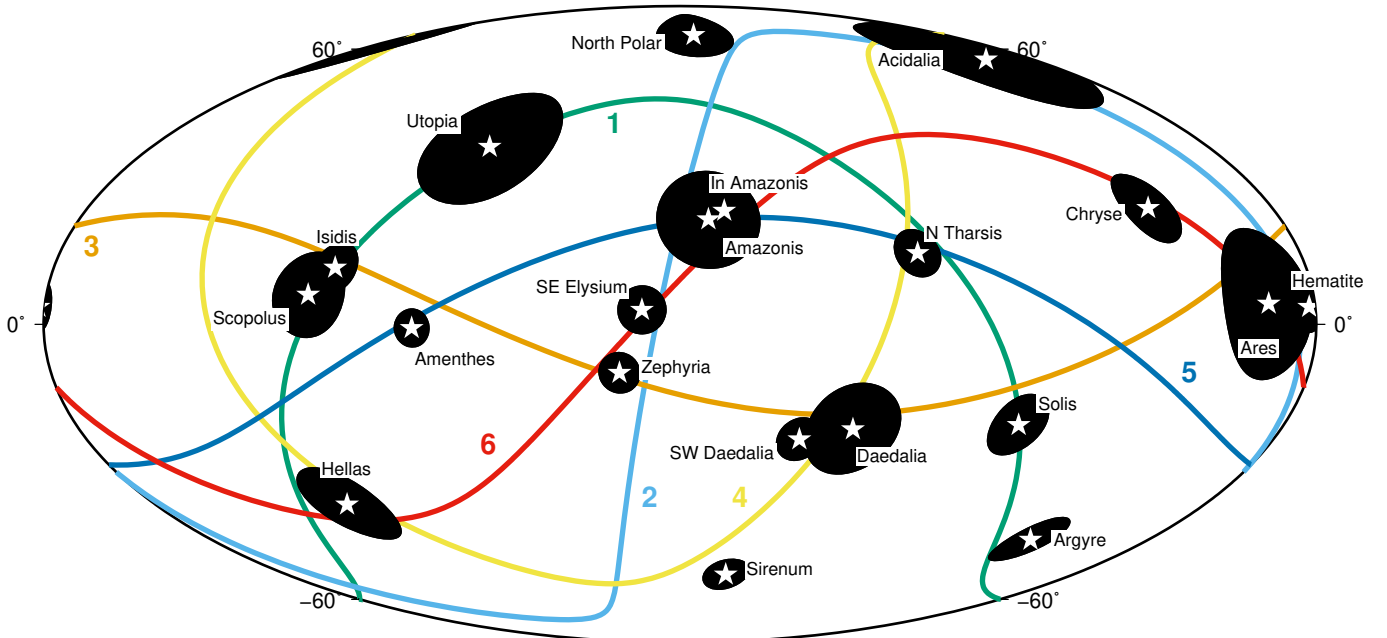 North Polar
60˚
60˚
Acidalia
Utopia
1
In Amazonis
Chryse
3
Isidis
N Tharsis
Amazonis
SE Elysium
Hematite
Scopolus
0˚
0˚
Amenthes
Ares
Zephyria
5
Solis
6
SW Daedalia
Daedalia
Hellas
2
4
Argyre
Sirenum
−60˚
−60˚